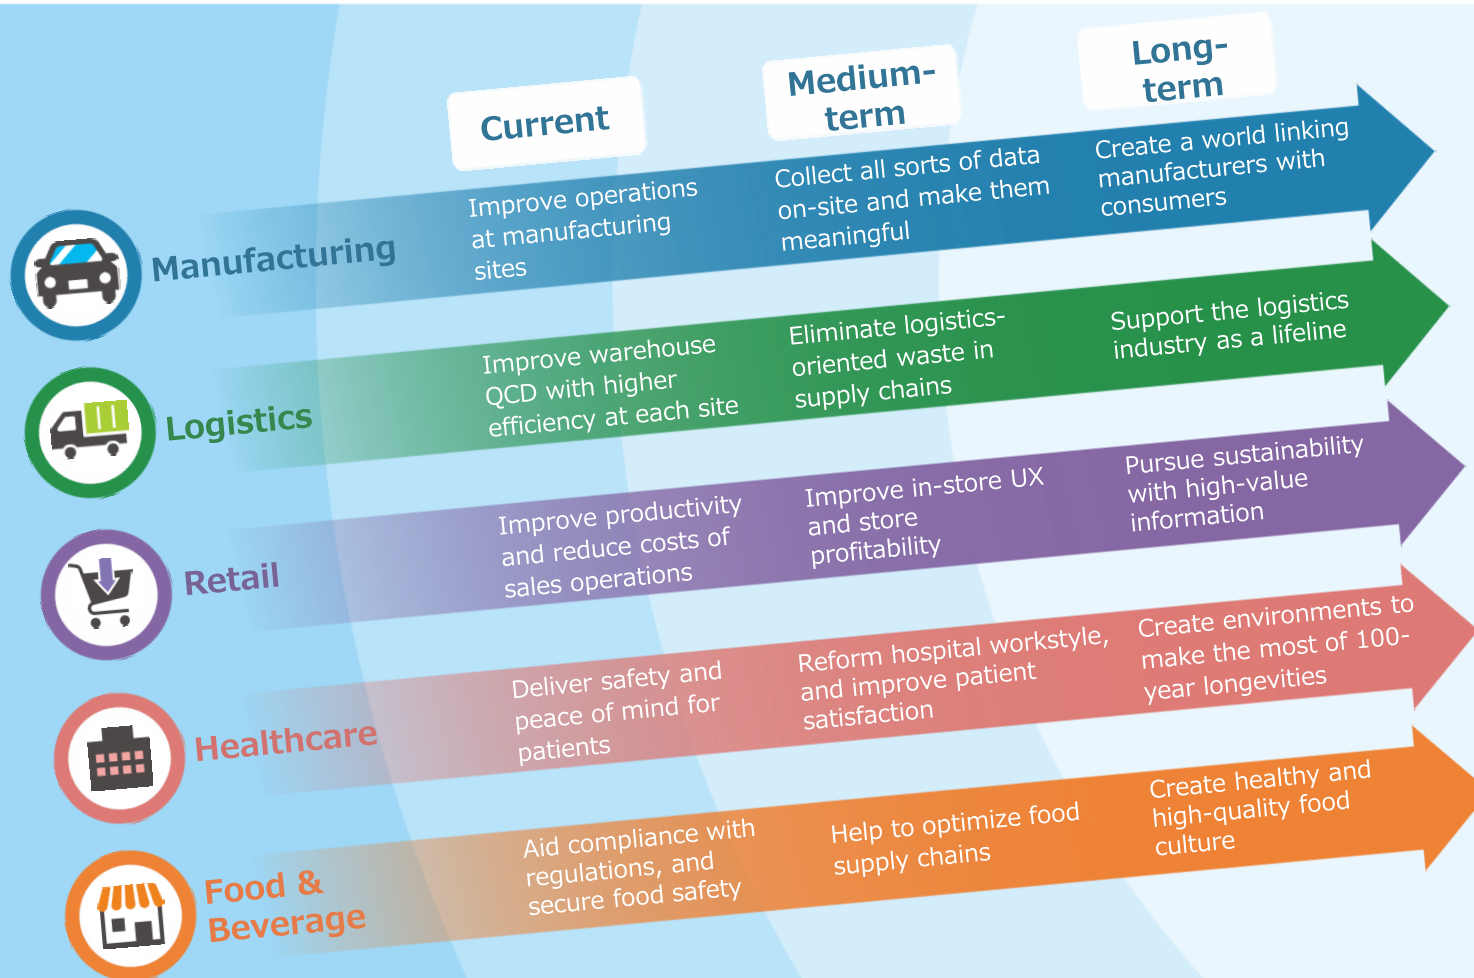 Current
Medium-
term
Long-
term
Manufacturing
Improve operations
at manufacturing
sites
Collect all sorts of data
on-site and make them
meaningful
Create a world linking
manufacturers with
consumers
Logistics
Improve warehouse
QCD with higher
efficiency at each site
Eliminate logistics-
oriented waste in
supply chains
Support the logistics
industry as a lifeline
Retail
Improve productivity
and reduce costs of
sales operations
Improve in-store UX
and store
profitability
Pursue sustainability
with high-value
information
Healthcare
Deliver safety and
peace of mind for
patients
Reform hospital workstyle,
and improve patient
satisfaction
Create environments to
make the most of 100-
year longevities
Food &
Beverage
Aid compliance with
regulations, and
secure food safety
Help to optimize food
supply chains
Create healthy and
high-quality food
culture